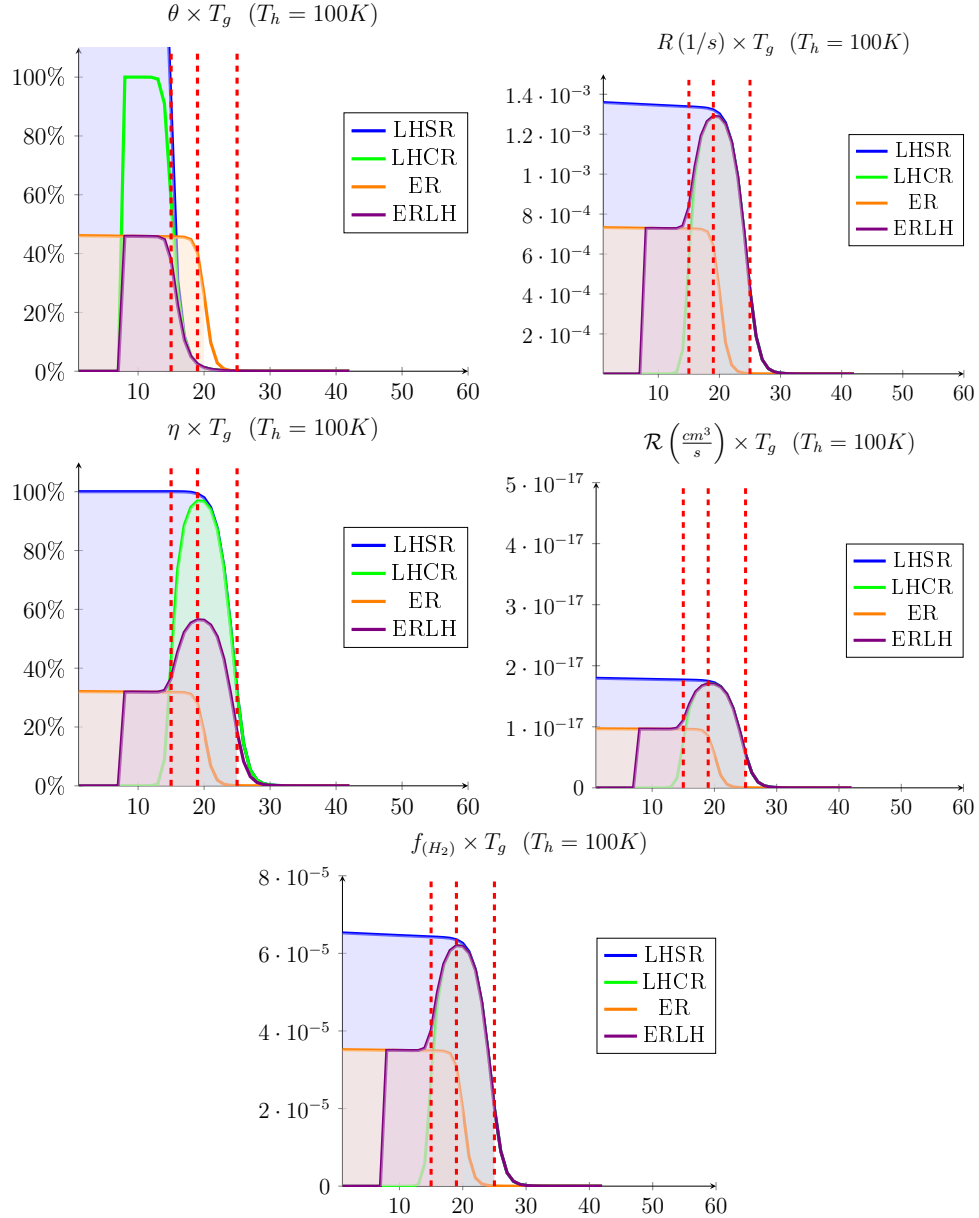 θ × T_g (T_h = 100K)
100%
80%
60%
40%
20%
0%
10 20 30 40 50 60
LHSR
LHCR
ER
ERLH
R (1/s) × T_g (T_h = 100K)
1.4 · 10^{-3}
1.2 · 10^{-3}
1 · 10^{-3}
8 · 10^{-4}
6 · 10^{-4}
4 · 10^{-4}
2 · 10^{-4}
10 20 30 40 50 60
LHSR
LHCR
ER
ERLH
η × T_g (T_h = 100K)
100%
80%
60%
40%
20%
0%
10 20 30 40 50 60
LHSR
LHCR
ER
ERLH
ℛ (cm^3/s) × T_g (T_h = 100K)
5 · 10^{-17}
4 · 10^{-17}
3 · 10^{-17}
2 · 10^{-17}
1 · 10^{-17}
0
10 20 30 40 50 60
LHSR
LHCR
ER
ERLH
f_{(H_2)} × T_g (T_h = 100K)
8 · 10^{-5}
6 · 10^{-5}
4 · 10^{-5}
2 · 10^{-5}
0
10 20 30 40 50 60
LHSR
LHCR
ER
ERLH